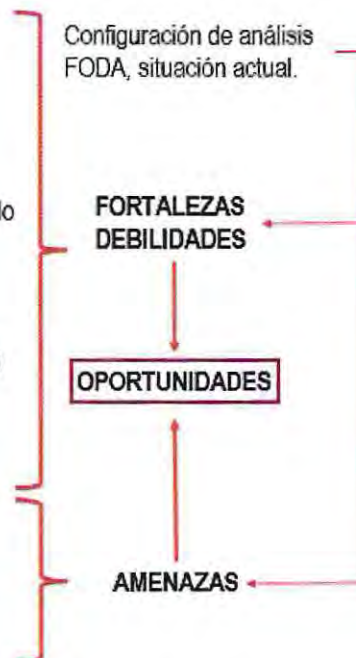 Configuración de análisis
FODA, situación actual.
FORTALEZAS
DEBILIDADES
OPORTUNIDADES
AMENAZAS